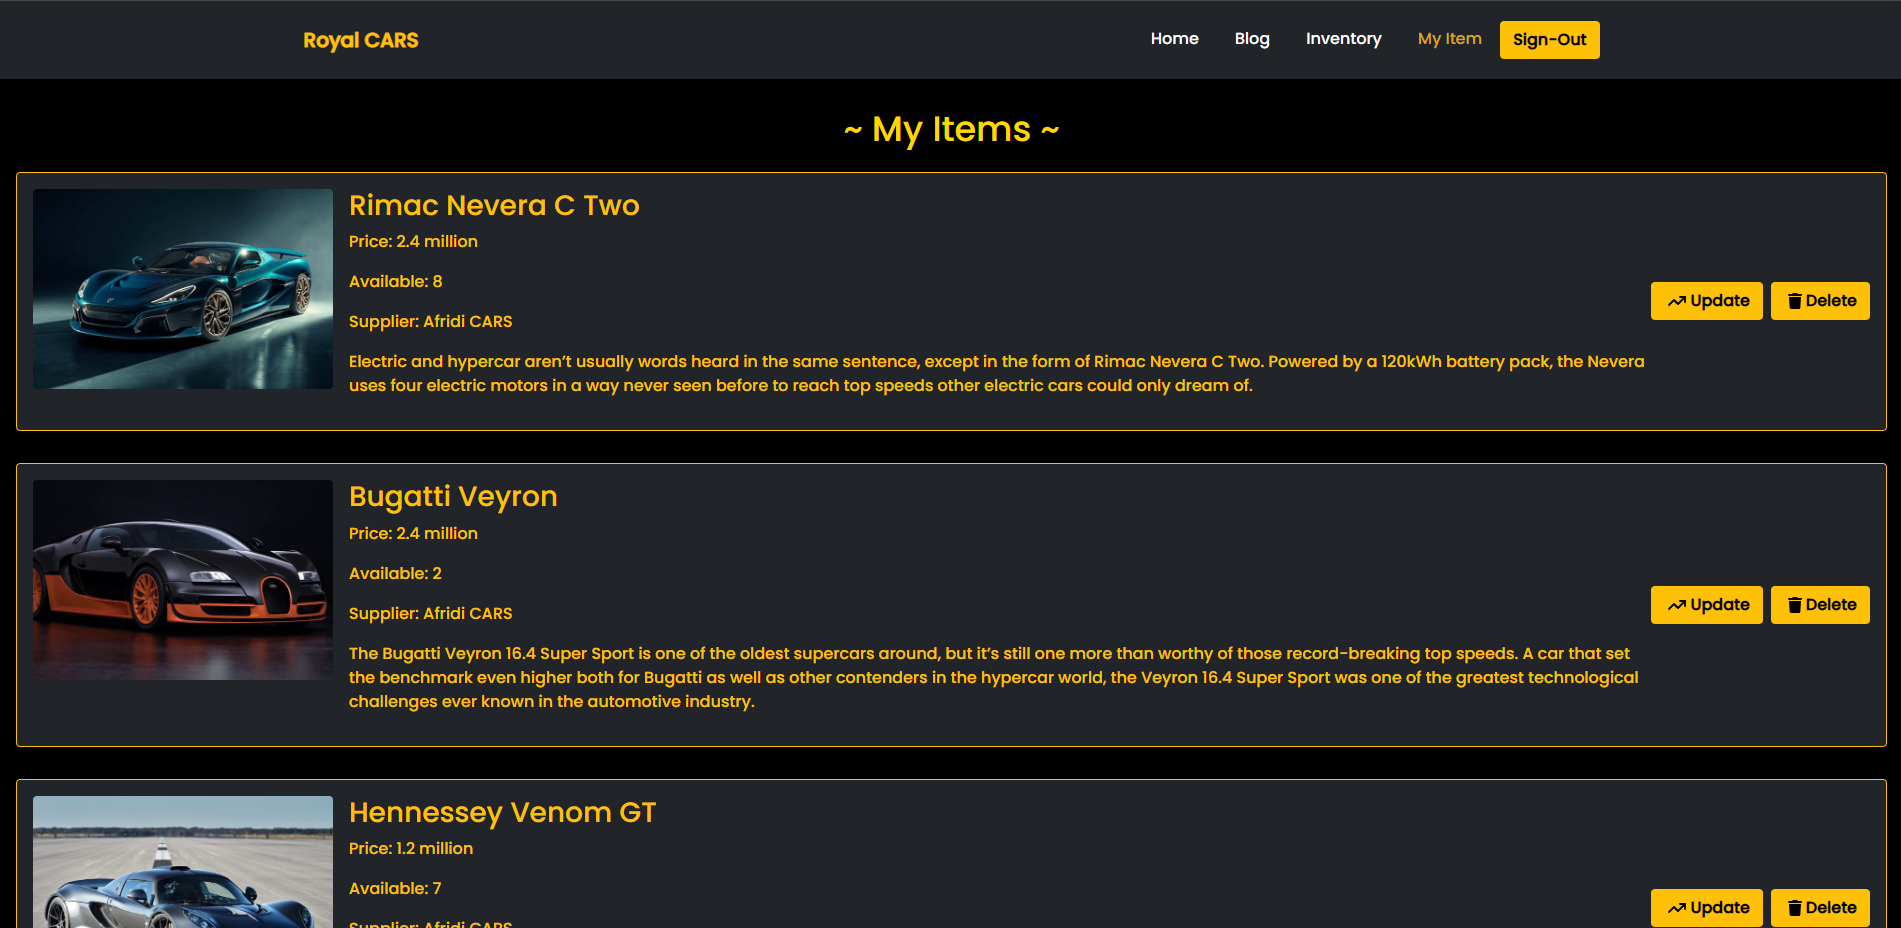 Royal CARS
Home Blog Inventory My Item Sign-Out
~ My Items ~
Rimac Nevera C Two
Price: 2.4 million
Available: 8
Supplier: Afridi CARS
Electric and hypercar aren’t usually words heard in the same sentence, except in the form of Rimac Nevera C Two. Powered by a 120kWh battery pack, the Nevera
uses four electric motors in a way never seen before to reach top speeds other electric cars could only dream of.
Update Delete
Bugatti Veyron
Price: 2.4 million
Available: 2
Supplier: Afridi CARS
The Bugatti Veyron 16.4 Super Sport is one of the oldest supercars around, but it’s still one more than worthy of those record-breaking top speeds. A car that set
the benchmark even higher both for Bugatti as well as other contenders in the hypercar world, the Veyron 16.4 Super Sport was one of the greatest technological
challenges ever known in the automotive industry.
Update Delete
Hennessey Venom GT
Price: 1.2 million
Available: 7
Supplier: Afridi CARS
Update Delete